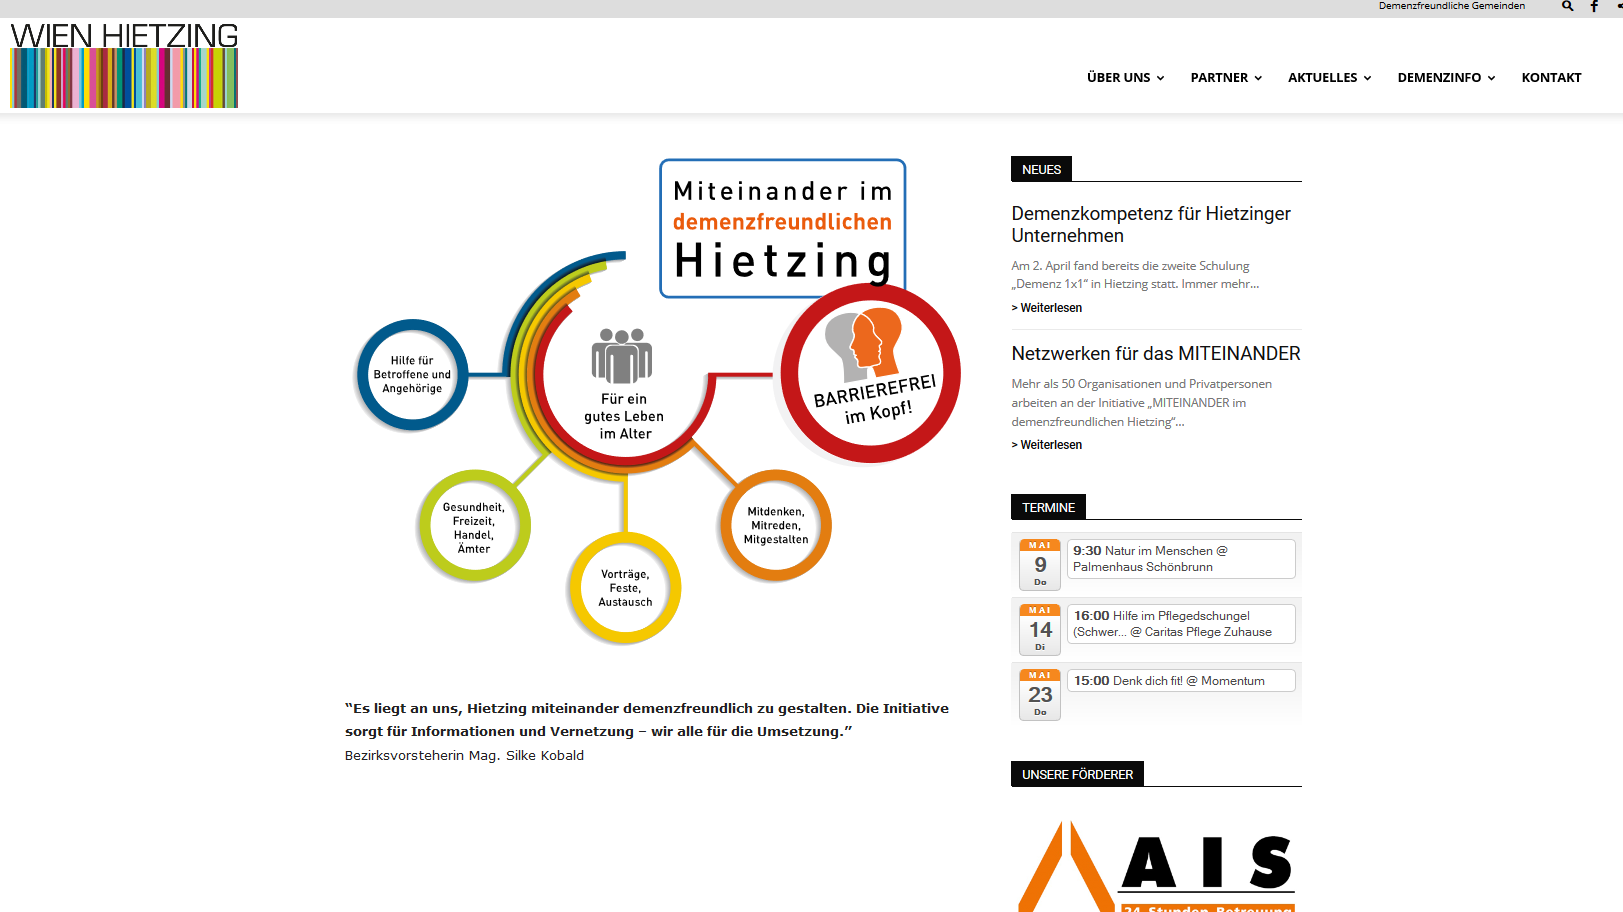 Demenzfreundliche Gemeinden
WIEN HIETZING
ÜBER UNS
PARTNER
AKTUELLES
DEMENZINFO
KONTAKT
Miteinander im
demenzfreundlichen
Hietzing
Hilfe für
Betroffene und
Angehörige
Für ein
gutes Leben
im Alter
BARRIEREFREI
im Kopf!
Gesundheit,
Freizeit,
Handel,
Ämter
Vorträge,
Feste,
Austausch
Mitdenken,
Mitreden,
Mitgestalten
“Es liegt an uns, Hietzing miteinander demenzfreundlich zu gestalten. Die Initiative
sorgt für Informationen und Vernetzung – wir alle für die Umsetzung.”
Bezirksvorsteherin Mag. Silke Kobald
NEUES
Demenzkompetenz für Hietzinger
Unternehmen
Am 2. April fand bereits die zweite Schulung
„Demenz 1x1“ in Hietzing statt. Immer mehr...
> Weiterlesen
Netzwerken für das MITEINANDER
Mehr als 50 Organisationen und Privatpersonen
arbeiten an der Initiative „MITEINANDER im
demenzfreundlichen Hietzing“...
> Weiterlesen
TERMINE
MAI
9
Do
9:30 Natur im Menschen @
Palmenhaus Schönbrunn
MAI
14
Di
16:00 Hilfe im Pflegedschungel
(Schwer... @ Caritas Pflege Zuhause
MAI
23
Do
15:00 Denk dich fit! @ Momentum
UNSERE FÖRDERER
AIS
24 Stunden Betreuung